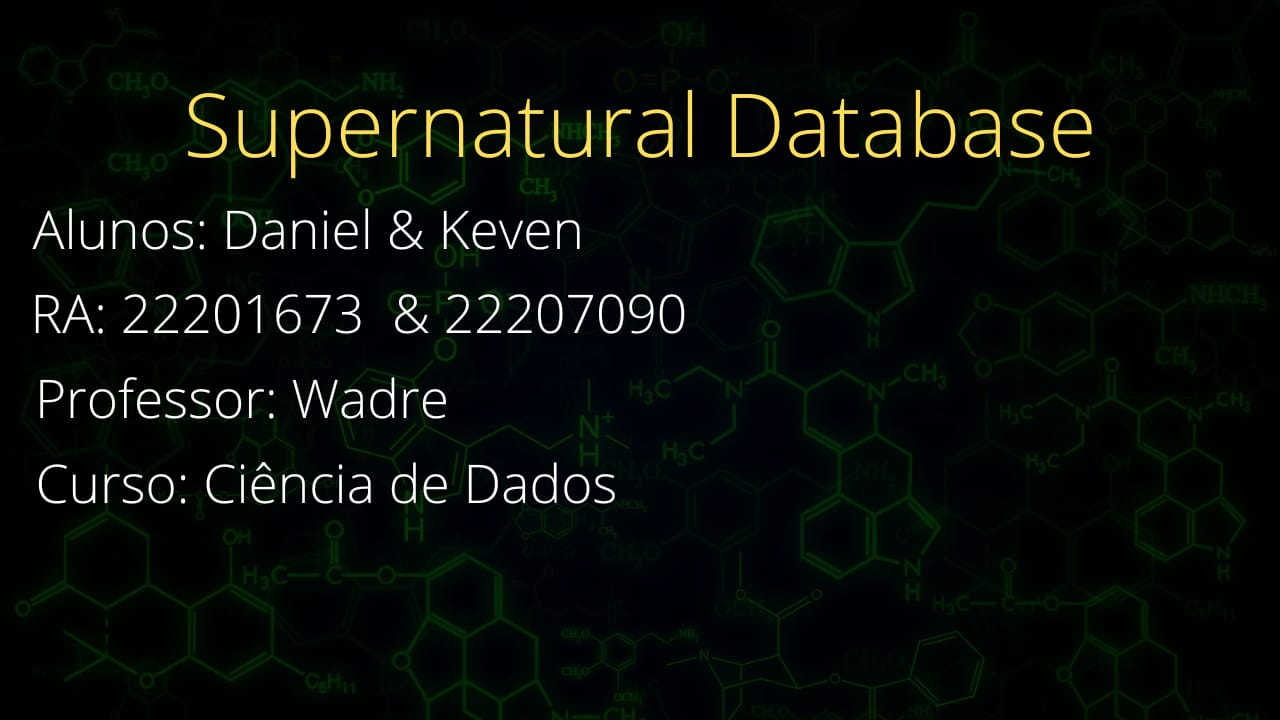 Supernatural Database
Alunos: Daniel & Keven
RA: 22201673 & 22207090
Professor: Wadre
Curso: Ciência de Dados